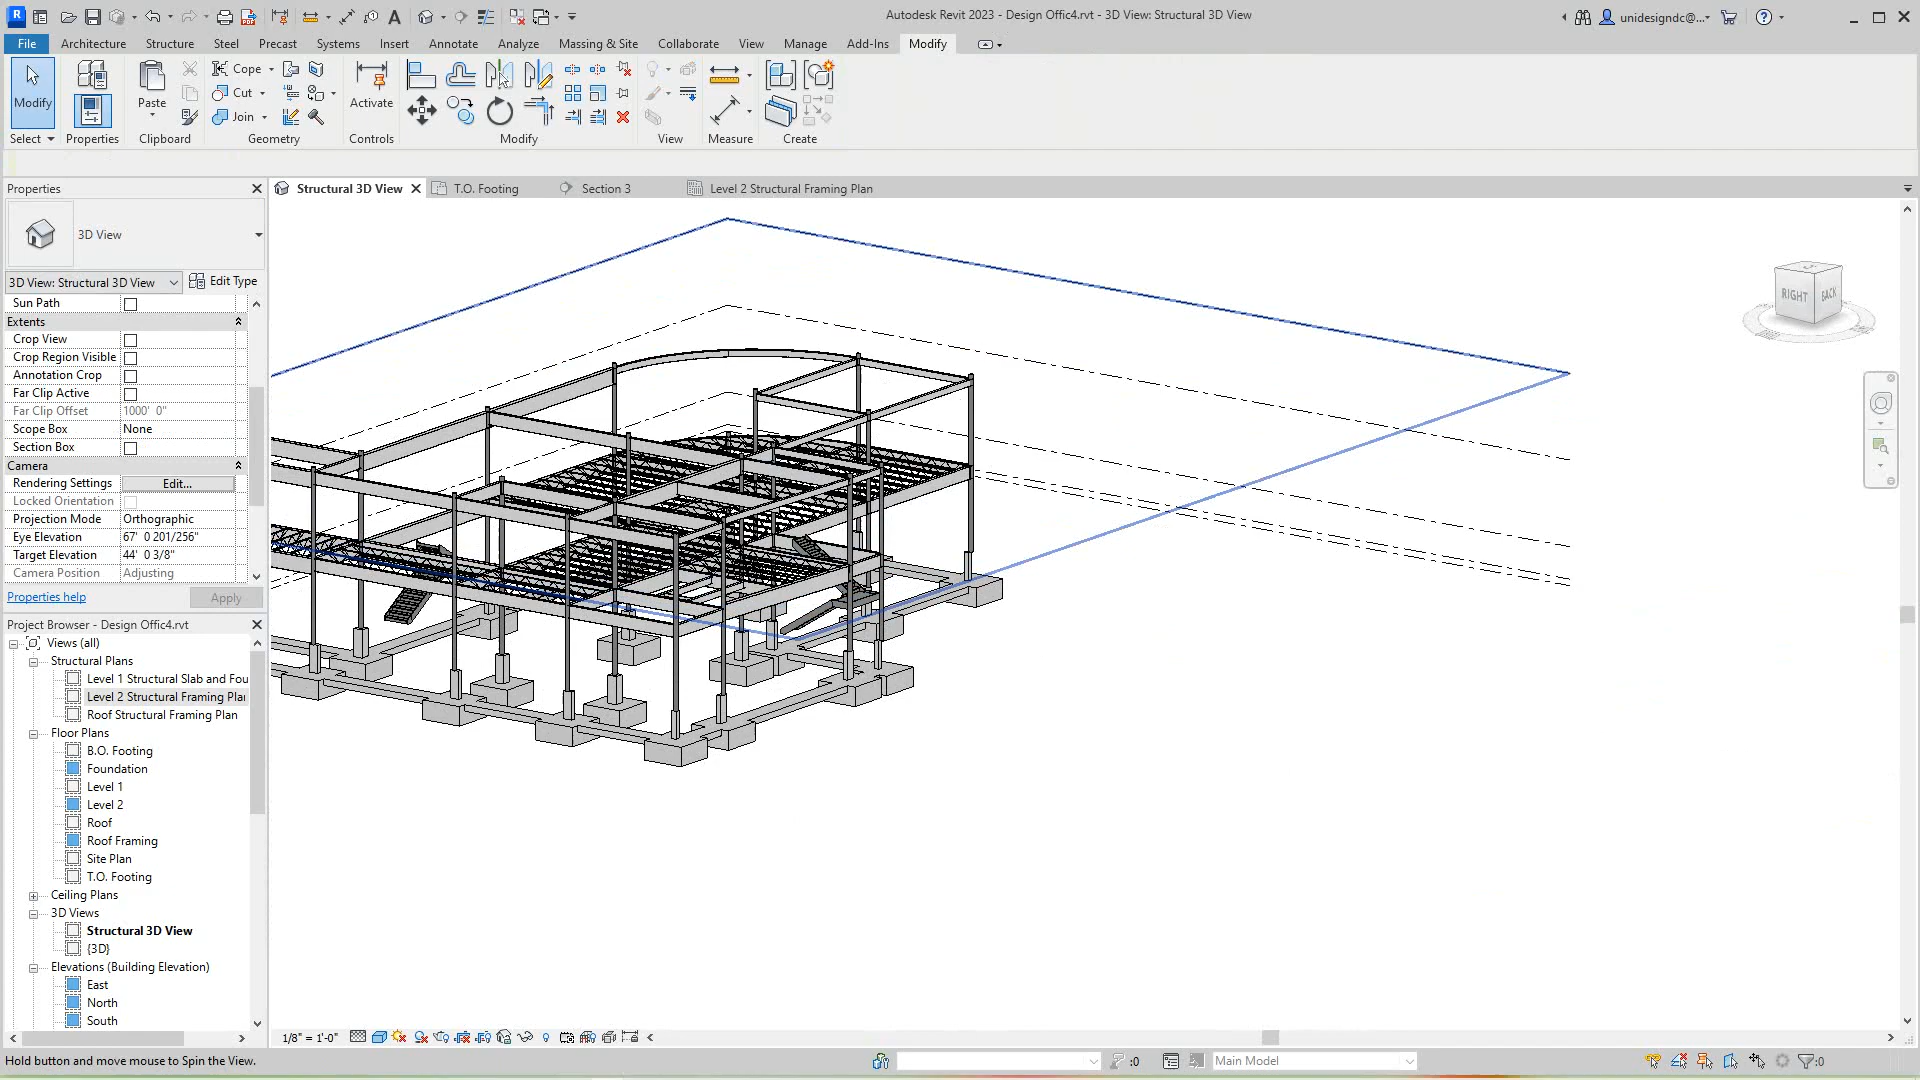 Autodesk Revit 2023 - Design Offic4.rvt - 3D View: Structural 3D View
unidesigndc@...
File Architecture Structure Steel Precast Systems Insert Annotate Analyze Massing & Site Collaborate View Manage Add-Ins Modify
Modify
Paste
Cope
Cut
Join
Activate
Select Properties Clipboard Geometry Controls Modify View Measure Create
Properties
Structural 3D View
T.O. Footing
Section 3
Level 2 Structural Framing Plan
3D View
3D View: Structural 3D View
Edit Type
Sun Path
Extents
Crop View
Crop Region Visible
Annotation Crop
Far Clip Active
Far Clip Offset 1000' 0"
Scope Box None
Section Box
Camera
Rendering Settings Edit...
Locked Orientation
Projection Mode Orthographic
Eye Elevation 67' 0 201/256"
Target Elevation 44' 0 3/8"
Camera Position Adjusting
Properties help
Apply
RIGHT
BACK
Project Browser - Design Offic4.rvt
Views (all)
Structural Plans
Level 1 Structural Slab and Fou
Level 2 Structural Framing Plan
Roof Structural Framing Plan
Floor Plans
B.O. Footing
Foundation
Level 1
Level 2
Roof
Roof Framing
Site Plan
T.O. Footing
Ceiling Plans
3D Views
Structural 3D View
{3D}
Elevations (Building Elevation)
East
North
South
1/8" = 1'-0"
Hold button and move mouse to Spin the View.
:0
Main Model
:0